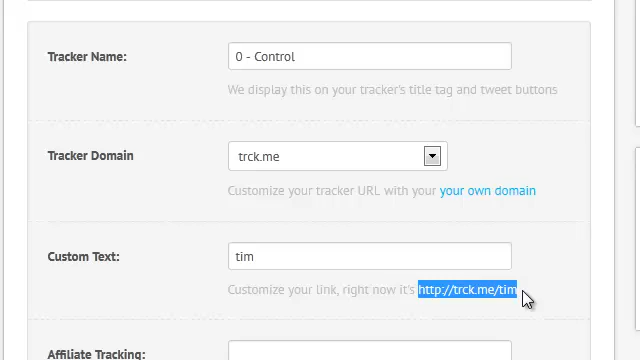 Tracker Name:
0 - Control
We display this on your tracker's title tag and tweet buttons
Tracker Domain
trck.me
Customize your tracker URL with your your own domain
Custom Text:
tim
Customize your link, right now it's http://trck.me/tim
Affiliate Tracking: